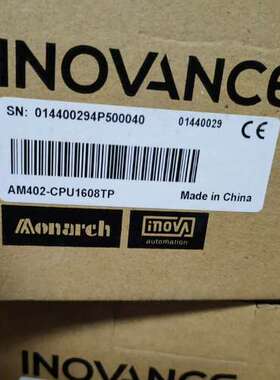 INOVANCE
SN: 014400294P500040 01440029
CE
AM402-CPU1608TP Made in China
Monarch inova
automation
INOVANCE